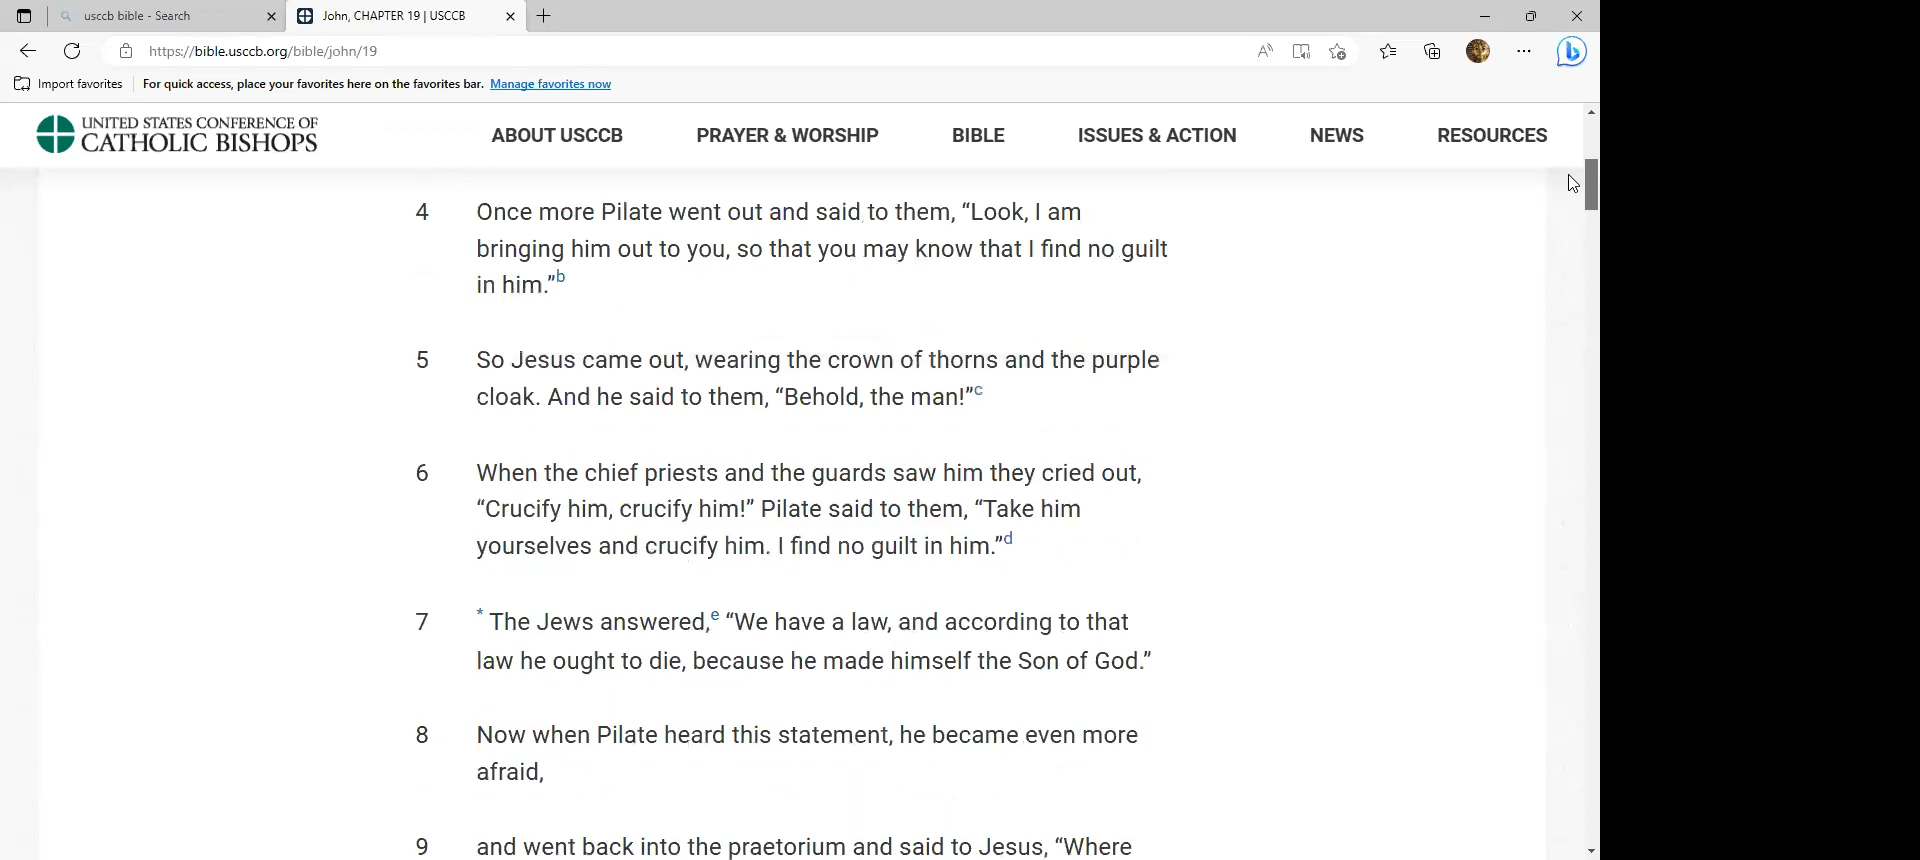 usccb bible - Search
John, CHAPTER 19 | USCCB
https://bible.usccb.org/bible/john/19
Import favorites
For quick access, place your favorites here on the favorites bar. Manage favorites now
UNITED STATES CONFERENCE OF
CATHOLIC BISHOPS
ABOUT USCCB
PRAYER & WORSHIP
BIBLE
ISSUES & ACTION
NEWS
RESOURCES
4 Once more Pilate went out and said to them, “Look, I am
bringing him out to you, so that you may know that I find no guilt
in him.”b
5 So Jesus came out, wearing the crown of thorns and the purple
cloak. And he said to them, “Behold, the man!”c
6 When the chief priests and the guards saw him they cried out,
“Crucify him, crucify him!” Pilate said to them, “Take him
yourselves and crucify him. I find no guilt in him.”d
7 * The Jews answered,e “We have a law, and according to that
law he ought to die, because he made himself the Son of God.”
8 Now when Pilate heard this statement, he became even more
afraid,
9 and went back into the praetorium and said to Jesus, “Where